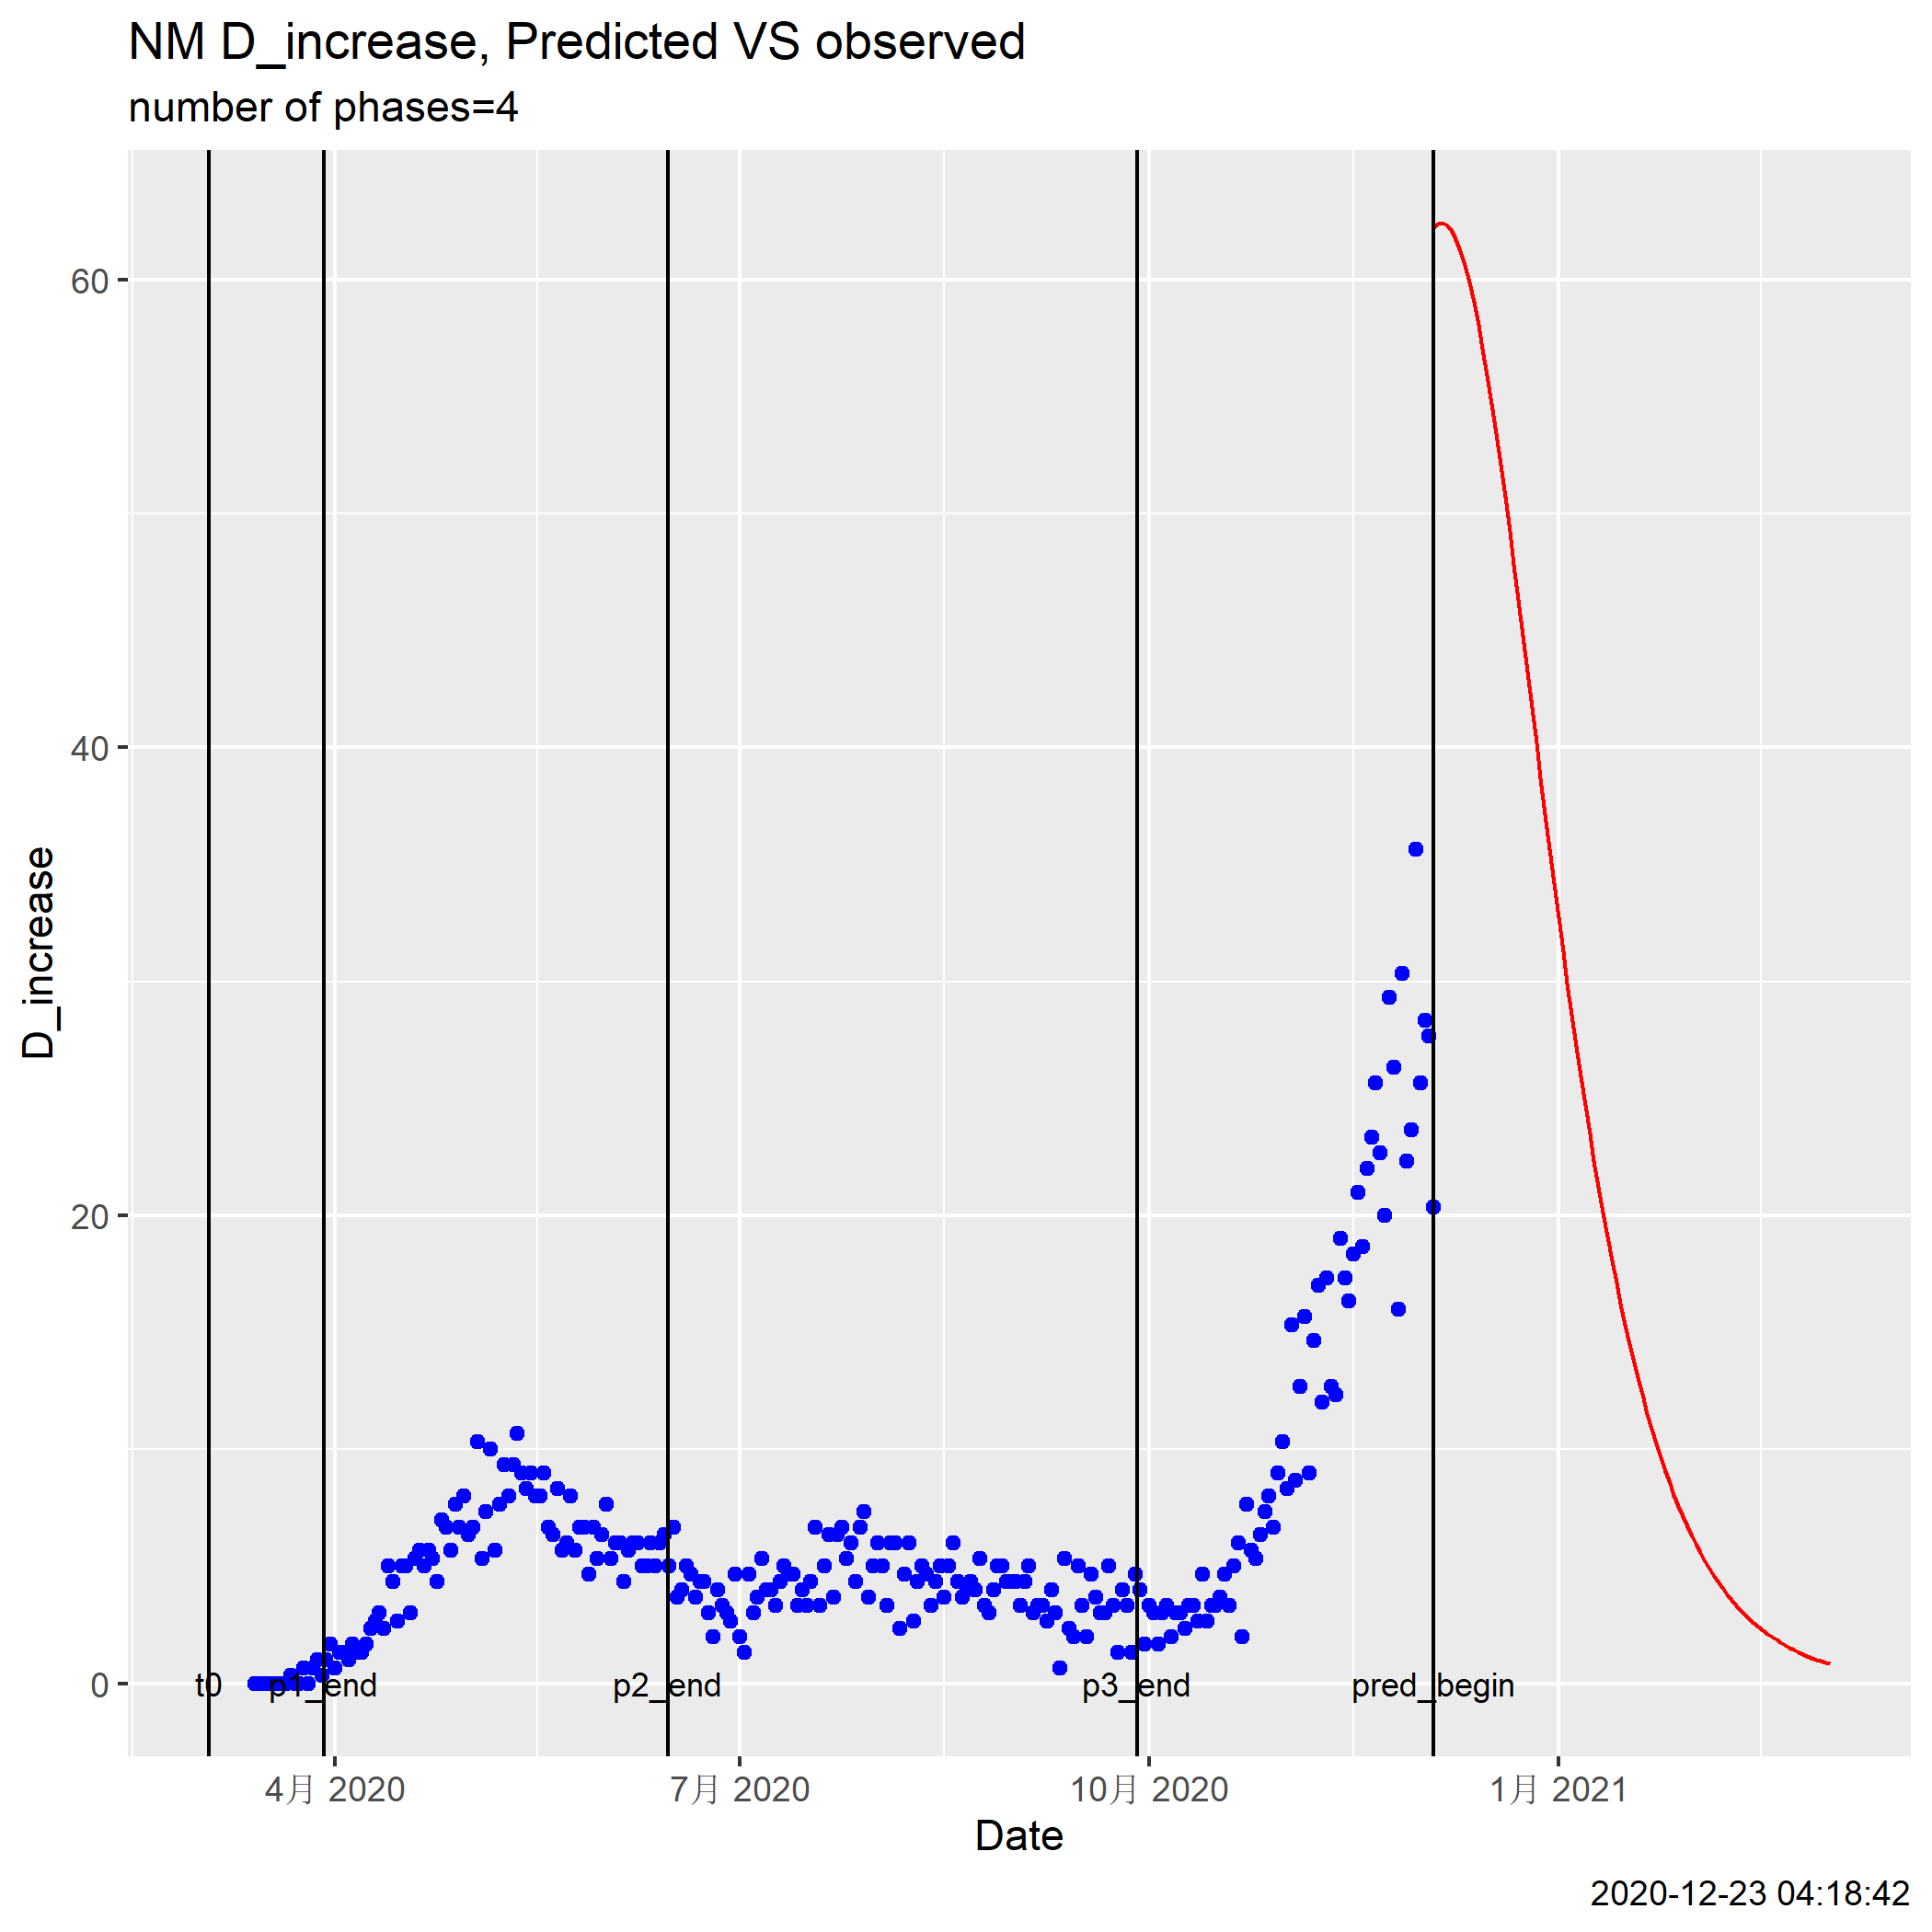 NM D_increase, Predicted VS observed
number of phases=4
D_increase
60
40
20
0
t0
p1_end
p2_end
p3_end
pred_begin
4月 2020
7月 2020
10月 2020
1月 2021
Date
2020-12-23 04:18:42